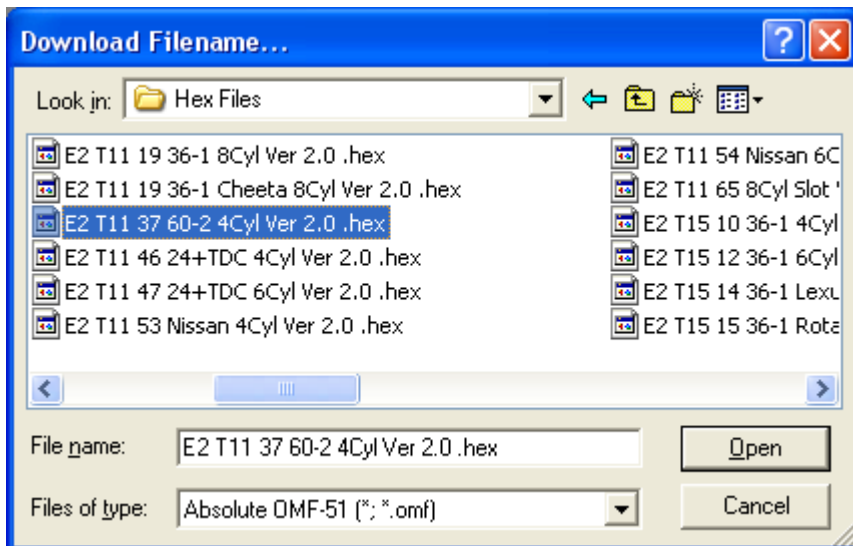 Download Filename...
Look in: Hex Files
E2 T11 19 36-1 8Cyl Ver 2.0 .hex
E2 T11 19 36-1 Cheeta 8Cyl Ver 2.0 .hex
E2 T11 37 60-2 4Cyl Ver 2.0 .hex
E2 T11 46 24+TDC 4Cyl Ver 2.0 .hex
E2 T11 47 24+TDC 6Cyl Ver 2.0 .hex
E2 T11 53 Nissan 4Cyl Ver 2.0 .hex
E2 T11 54 Nissan 6C
E2 T11 65 8Cyl Slot
E2 T15 10 36-1 4Cyl
E2 T15 12 36-1 6Cyl
E2 T15 14 36-1 Lexu
E2 T15 15 36-1 Rota
File name: E2 T11 37 60-2 4Cyl Ver 2.0 .hex
Open
Files of type: Absolute OMF-51 (*; *.omf)
Cancel